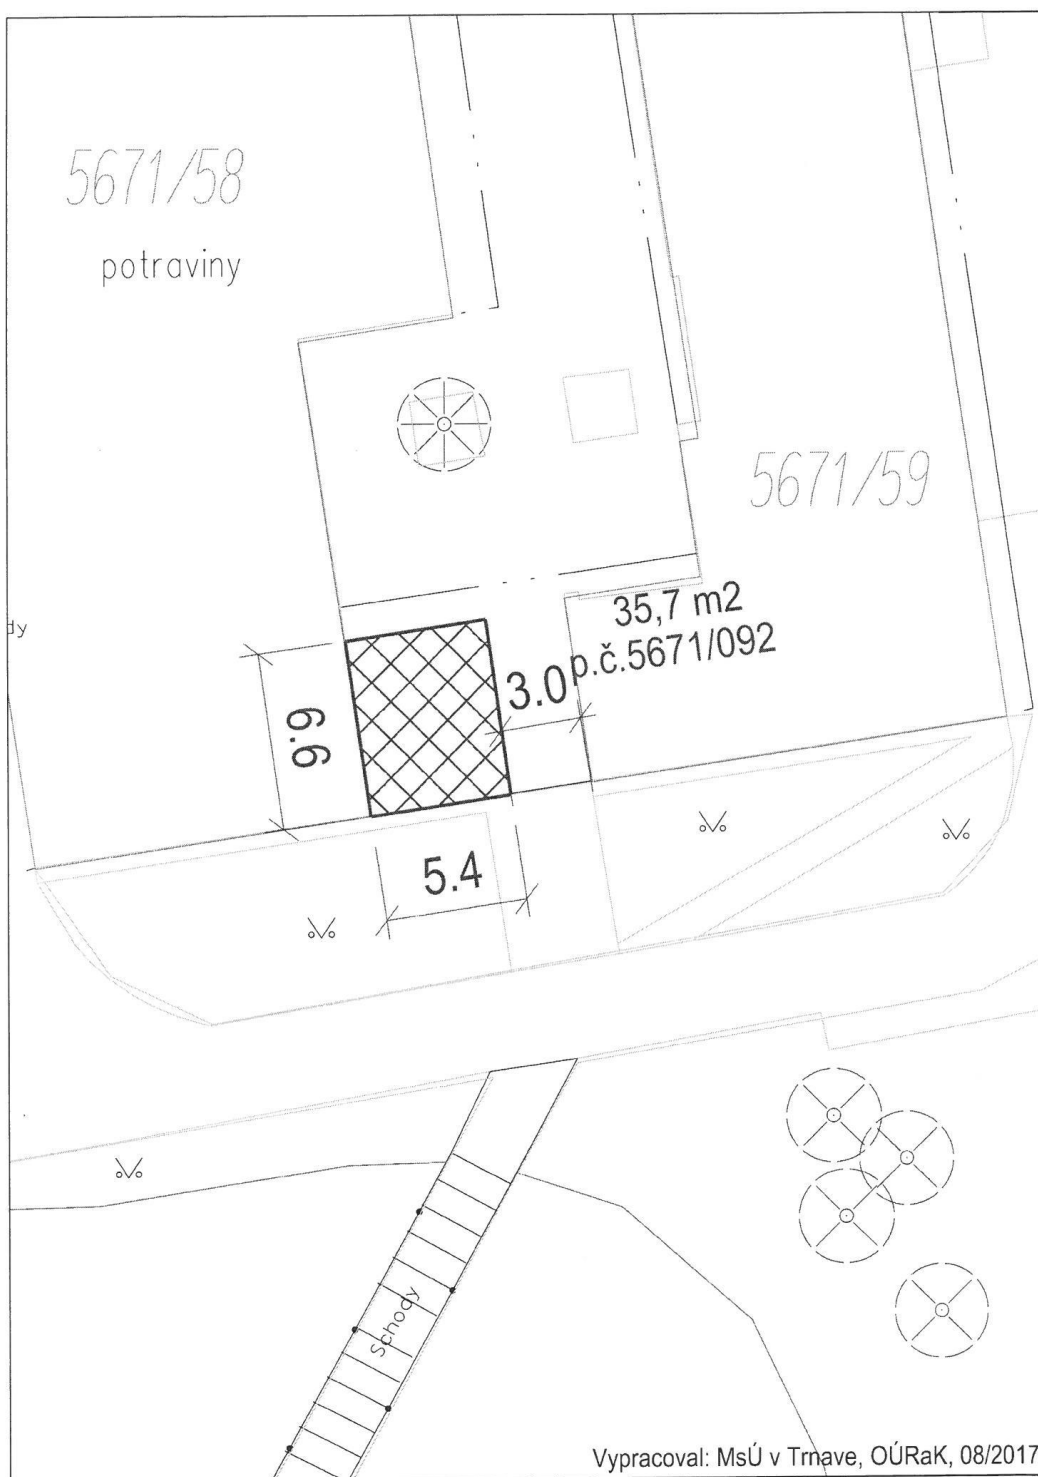 5671/58
potraviny
5671/59
dy
35,7 m2
p.č.5671/092
3.0
6.6
5.4
Schody
Vypracoval: MsÚ v Trnave, OÚRaK, 08/2017